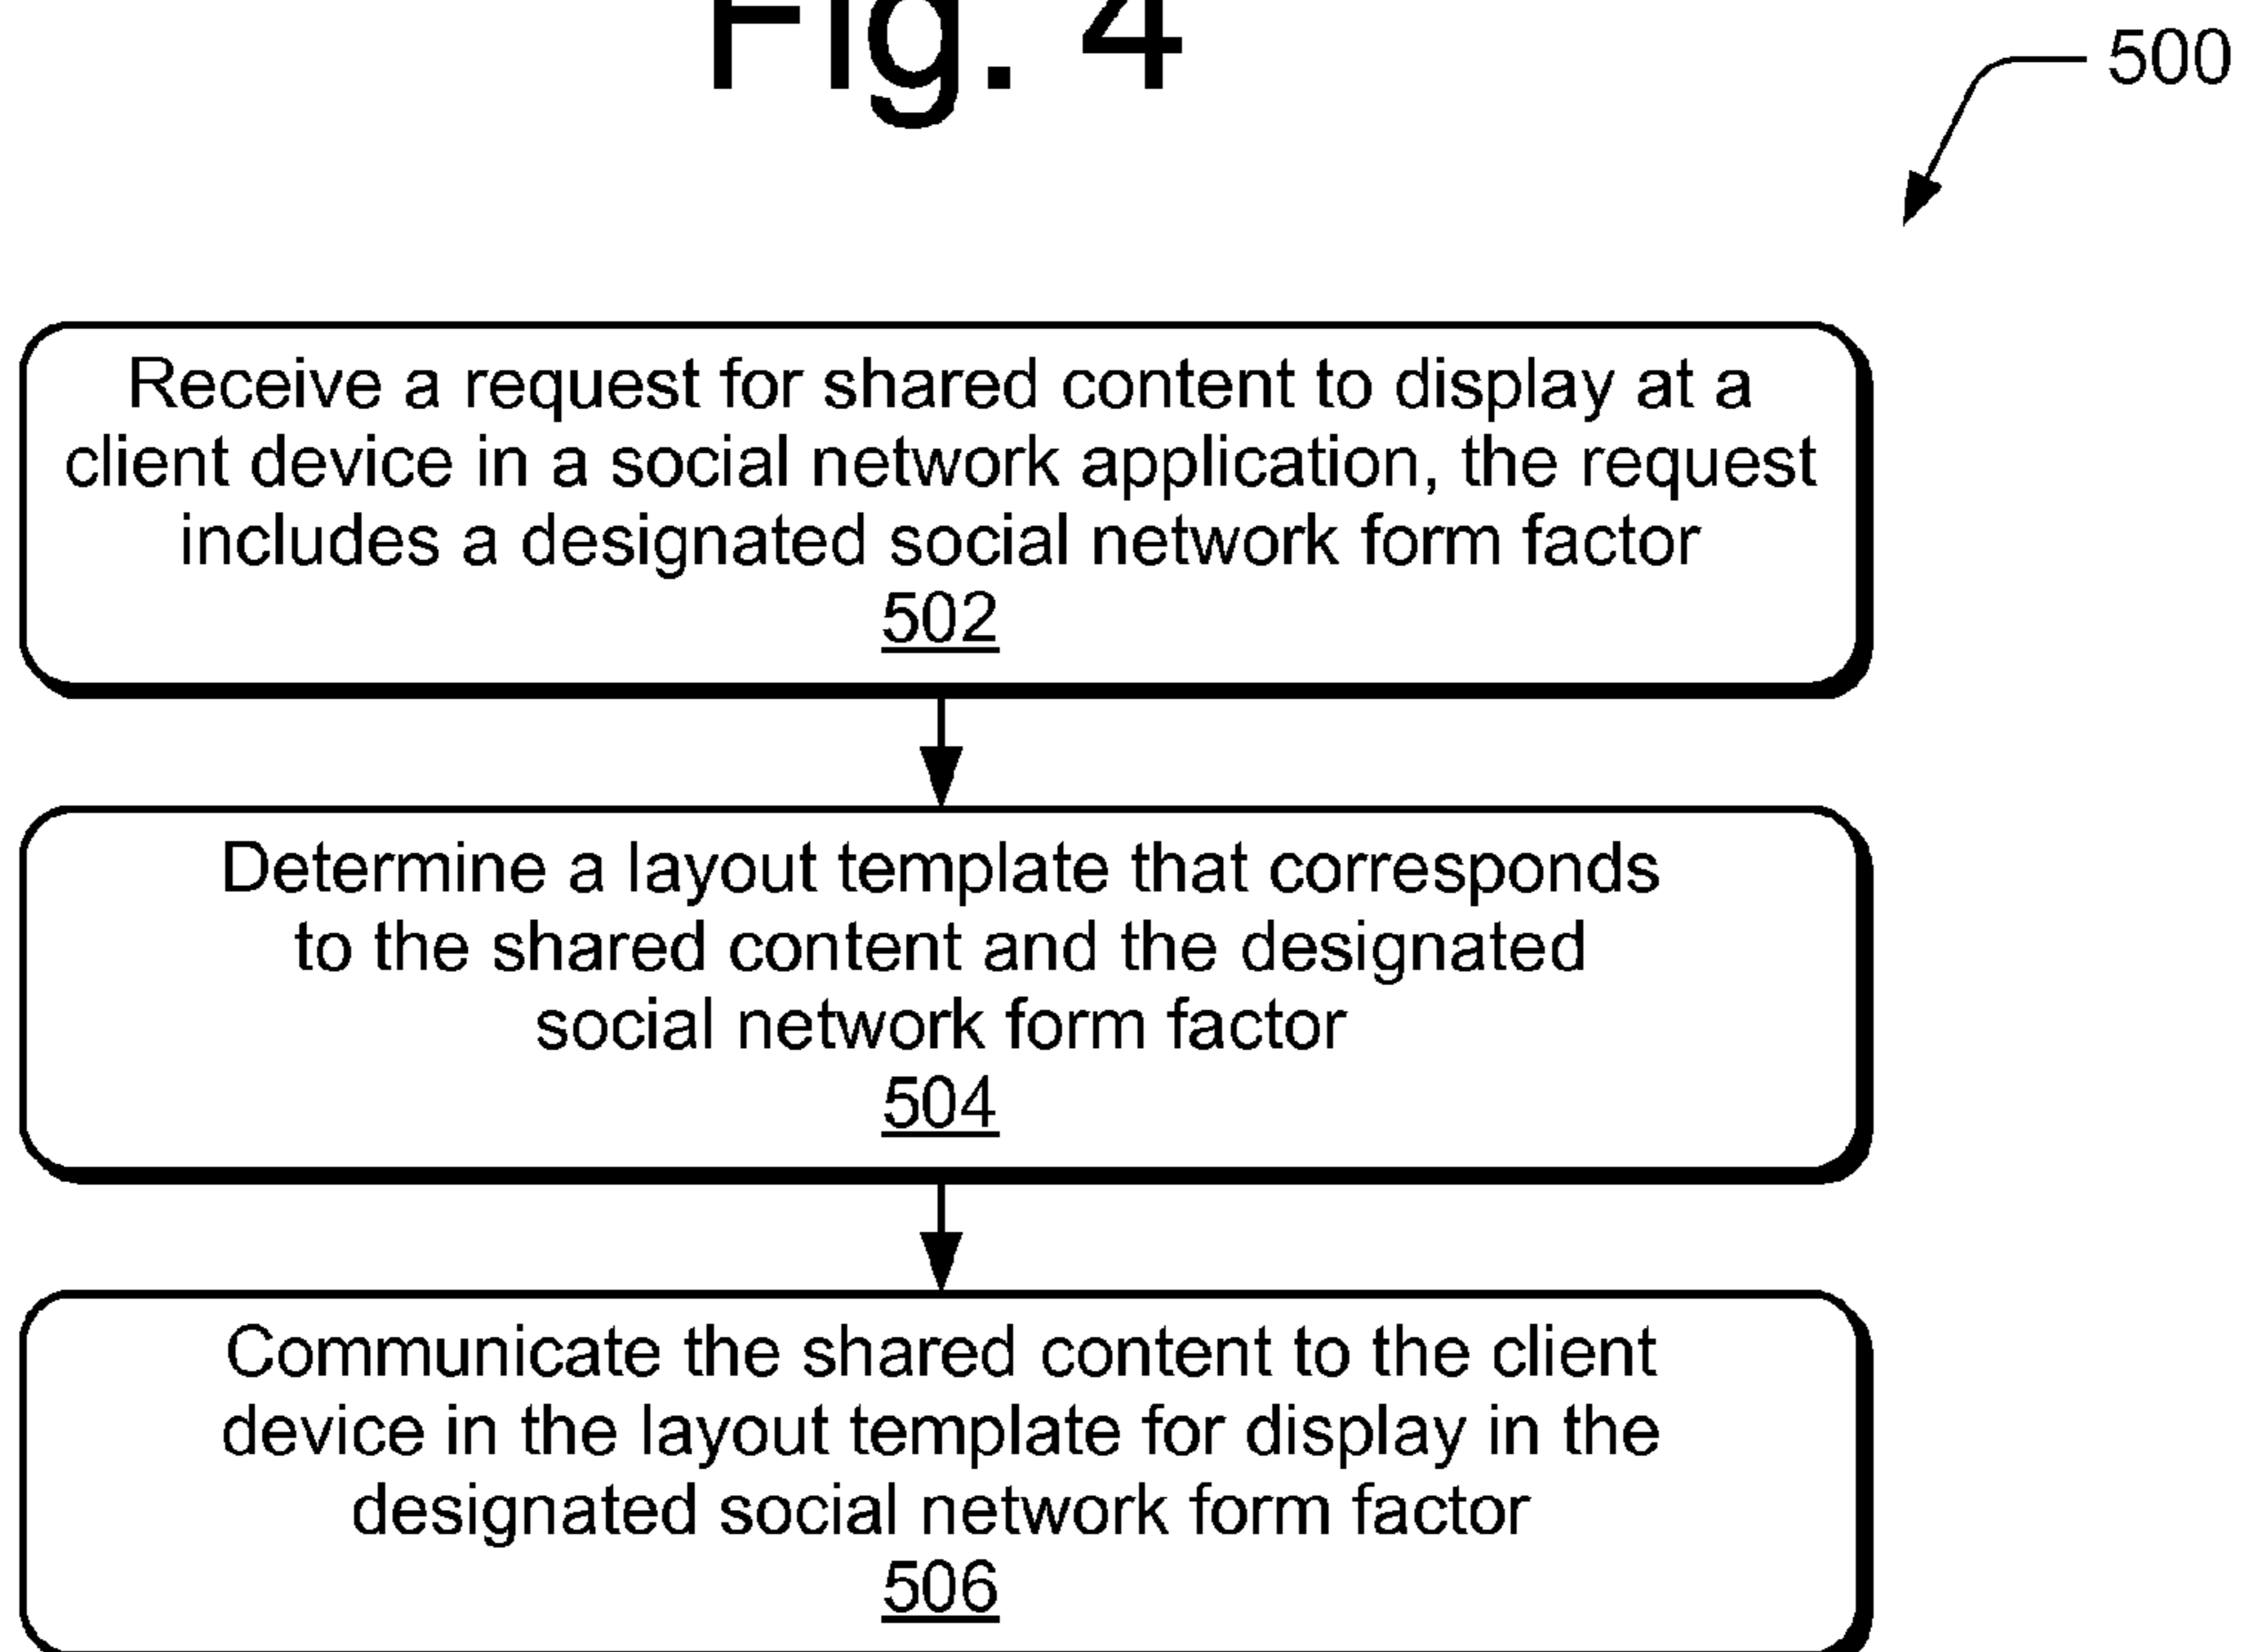 Fig. 4
500
Receive a request for shared content to display at a
client device in a social network application, the request
includes a designated social network form factor
502
Determine a layout template that corresponds
to the shared content and the designated
social network form factor
504
Communicate the shared content to the client
device in the layout template for display in the
designated social network form factor
506